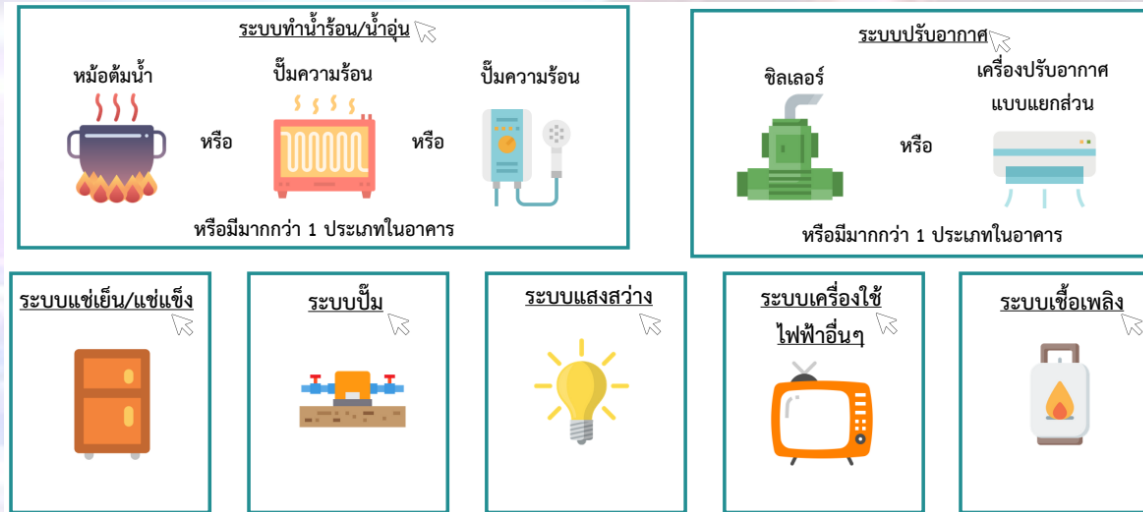 ระบบทำน้ำร้อน/น้ำอุ่น
หม้อต้มน้ำ
หรือ
ปั๊มความร้อน
หรือ
ปั๊มความร้อน
หรือมีมากกว่า 1 ประเภทในอาคาร
ระบบปรับอากาศ
ชิลเลอร์
หรือ
เครื่องปรับอากาศ
แบบแยกส่วน
หรือมีมากกว่า 1 ประเภทในอาคาร
ระบบแช่เย็น/แช่แข็ง
ระบบปั๊ม
ระบบแสงสว่าง
ระบบเครื่องใช้
ไฟฟ้าอื่นๆ
ระบบเชื้อเพลิง